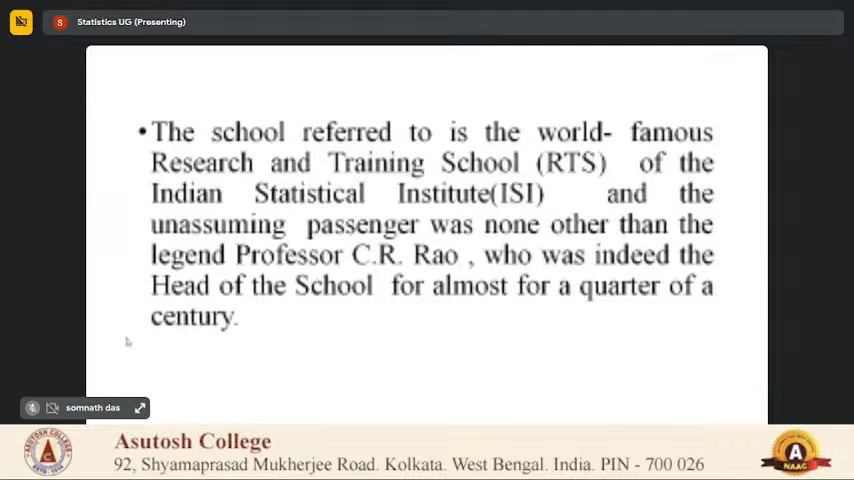 S Statistics UG (Presenting)
•The school referred to is the world- famous
Research and Training School (RTS) of the
Indian Statistical Institute(ISI) and the
unassuming passenger was none other than the
legend Professor C.R. Rao , who was indeed the
Head of the School for almost for a quarter of a
century.
somnath das
Asutosh College
92, Shyamaprasad Mukherjee Road. Kolkata. West Bengal. India. PIN - 700 026
A
NAAC